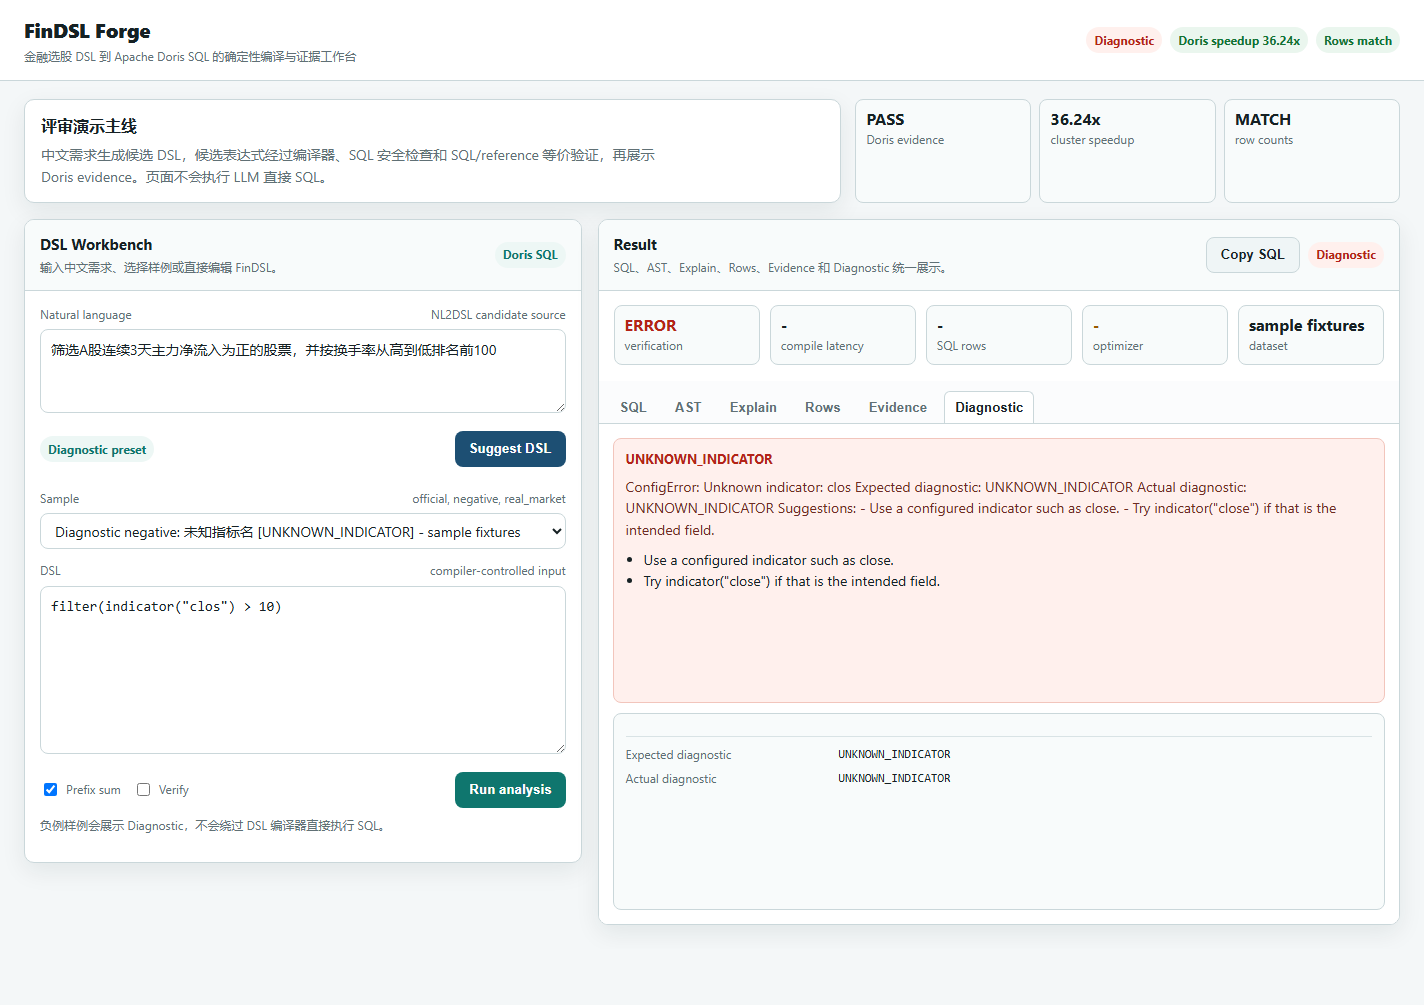 FinDSL Forge
金融选股 DSL 到 Apache Doris SQL 的确定性编译与证据工作台
Diagnostic
Doris speedup 36.24x
Rows match
评审演示主线
中文需求生成候选 DSL，候选表达式经过编译器、SQL 安全检查和 SQL/reference 等价验证，再展示
Doris evidence。页面不会执行 LLM 直接 SQL。
PASS
Doris evidence
36.24x
cluster speedup
MATCH
row counts
DSL Workbench
输入中文需求、选择样例或直接编辑 FinDSL。
Doris SQL
Natural language
NL2DSL candidate source
筛选A股连续3天主力净流入为正的股票，并按换手率从高到低排名前100
Diagnostic preset
Suggest DSL
Sample
official, negative, real_market
Diagnostic negative: 未知指标名 [UNKNOWN_INDICATOR] - sample fixtures
DSL
compiler-controlled input
filter(indicator("clos") > 10)
Prefix sum
Verify
Run analysis
负例样例会展示 Diagnostic，不会绕过 DSL 编译器直接执行 SQL。
Result
SQL、AST、Explain、Rows、Evidence 和 Diagnostic 统一展示。
Copy SQL
Diagnostic
ERROR
verification
-
compile latency
-
SQL rows
-
optimizer
sample fixtures
dataset
SQL
AST
Explain
Rows
Evidence
Diagnostic
UNKNOWN_INDICATOR
ConfigError: Unknown indicator: clos Expected diagnostic: UNKNOWN_INDICATOR Actual diagnostic:
UNKNOWN_INDICATOR Suggestions: - Use a configured indicator such as close. - Try indicator("close") if that is the
intended field.
• Use a configured indicator such as close.
• Try indicator("close") if that is the intended field.
Expected diagnostic
UNKNOWN_INDICATOR
Actual diagnostic
UNKNOWN_INDICATOR